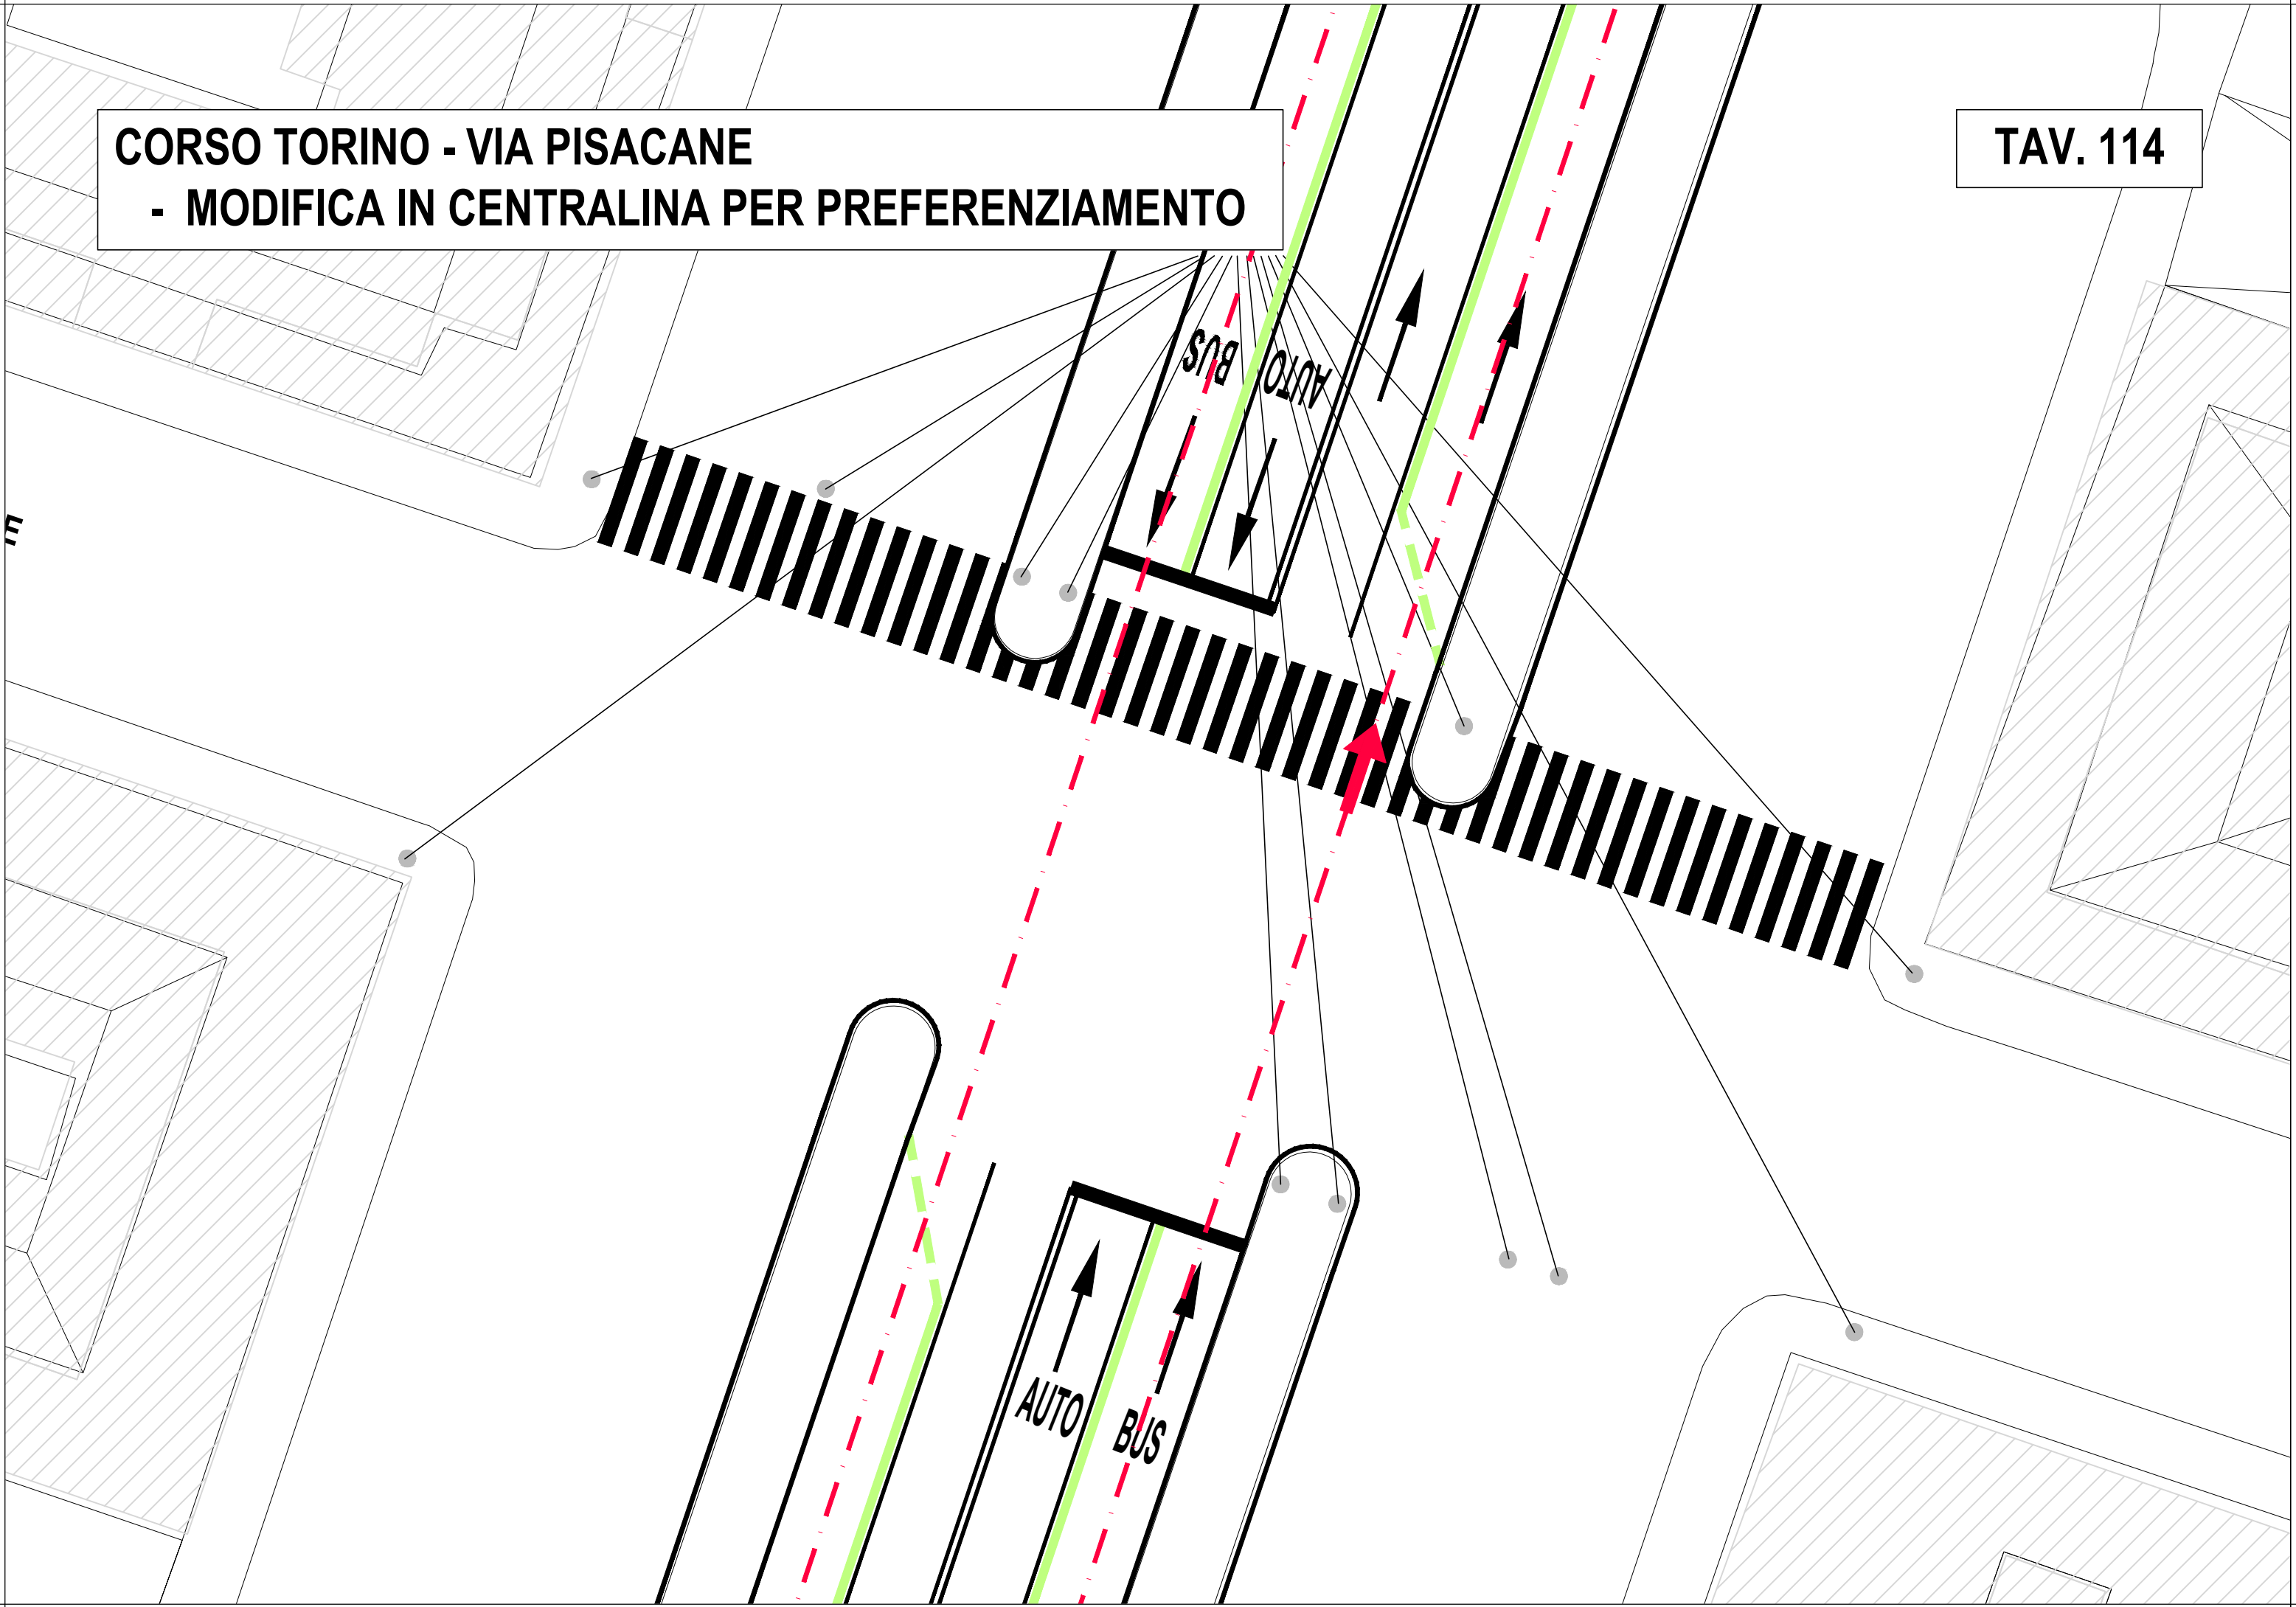 CORSO TORINO - VIA PISACANE
- MODIFICA IN CENTRALINA PER PREFERENZIAMENTO
TAV. 114
BUS
AUTO
E
AUTO
BUS